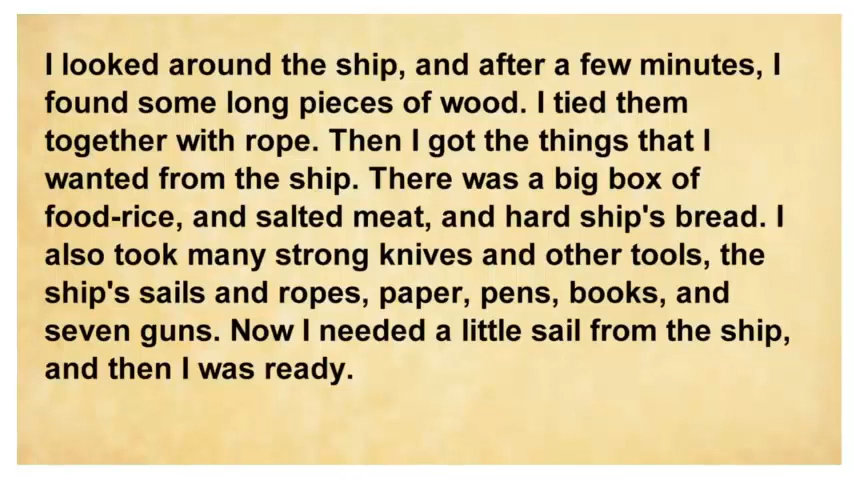 I looked around the ship, and after a few minutes, I
found some long pieces of wood. I tied them
together with rope. Then I got the things that I
wanted from the ship. There was a big box of
food-rice, and salted meat, and hard ship's bread. I
also took many strong knives and other tools, the
ship's sails and ropes, paper, pens, books, and
seven guns. Now I needed a little sail from the ship,
and then I was ready.